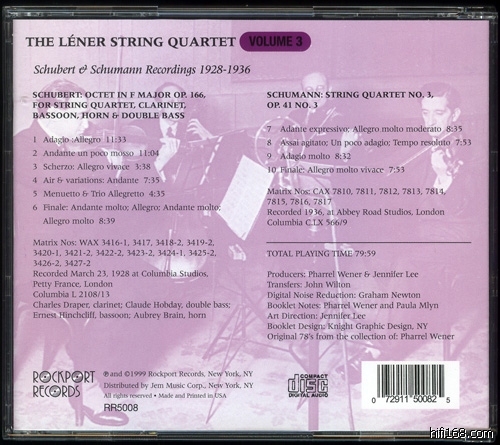 THE LÉNER STRING QUARTET VOLUME 3
Schubert & Schumann Recordings 1928-1936
SCHUBERT: OCTET IN F MAJOR OP. 166,
FOR STRING QUARTET, CLARINET,
BASSOON, HORN & DOUBLE BASS
1 Adagio :Allegro 11:33
2 Andante un poco mosso 11:04
3 Scherzo: Allegro vivace 3:38
4 Air & variations: Andante 7:35
5 Menuetto & Trio Allegretto 4:35
6 Finale: Andante molto; Allegro: Andante molto;
Allegro molto 8:39
Matrix Nos: WAX 3416-1, 3417, 3418-2, 3419-2,
3420-1, 3421-2, 3422-2, 3423-2, 3424-1, 3425-2,
3426-2, 3427-2
Recorded March 23, 1928 at Columbia Studios,
Petty France, London
Columbia L 2108/13
Charles Draper, clarinet; Claude Hobday, double bass;
Ernest Hinchcliff, bassoon; Aubrey Brain, horn
SCHUMANN: STRING QUARTET NO. 3,
OP. 41 NO. 3
7 Adante expressivo; Allegro molto moderato 8:35
8 Assai agitato; Un poco adagio; Tempo resoluto 7:53
9 Adagio molto 8:32
10 Finale; Allegro molto vivace 7:53
Matrix Nos: CAX 7810, 7811, 7812, 7813, 7814,
7815, 7816, 7817
Recorded 1936, at Abbey Road Studios, London
Columbia C.LX 566/9
TOTAL PLAYING TIME 79:59
Producers: Pharrel Wener & Jennifer Lee
Transfers: John Wilton
Digital Noise Reduction: Graham Newton
Booklet Notes: Pharrel Wener and Paula Mlyn
Art Direction: Jennifer Lee
Booklet Design: Knight Graphic Design, NY
Original 78's from the collection of: Pharrel Wener
ROCKPORT
RECORDS
℗ and ©1999 Rockport Records, New York, NY
Distributed by Jem Music Corp., New York, NY
All rights reserved • Made and Printed in USA
RR5008
COMPACT
disc
DIGITAL AUDIO
0 72911 50082 5
hifi168.com